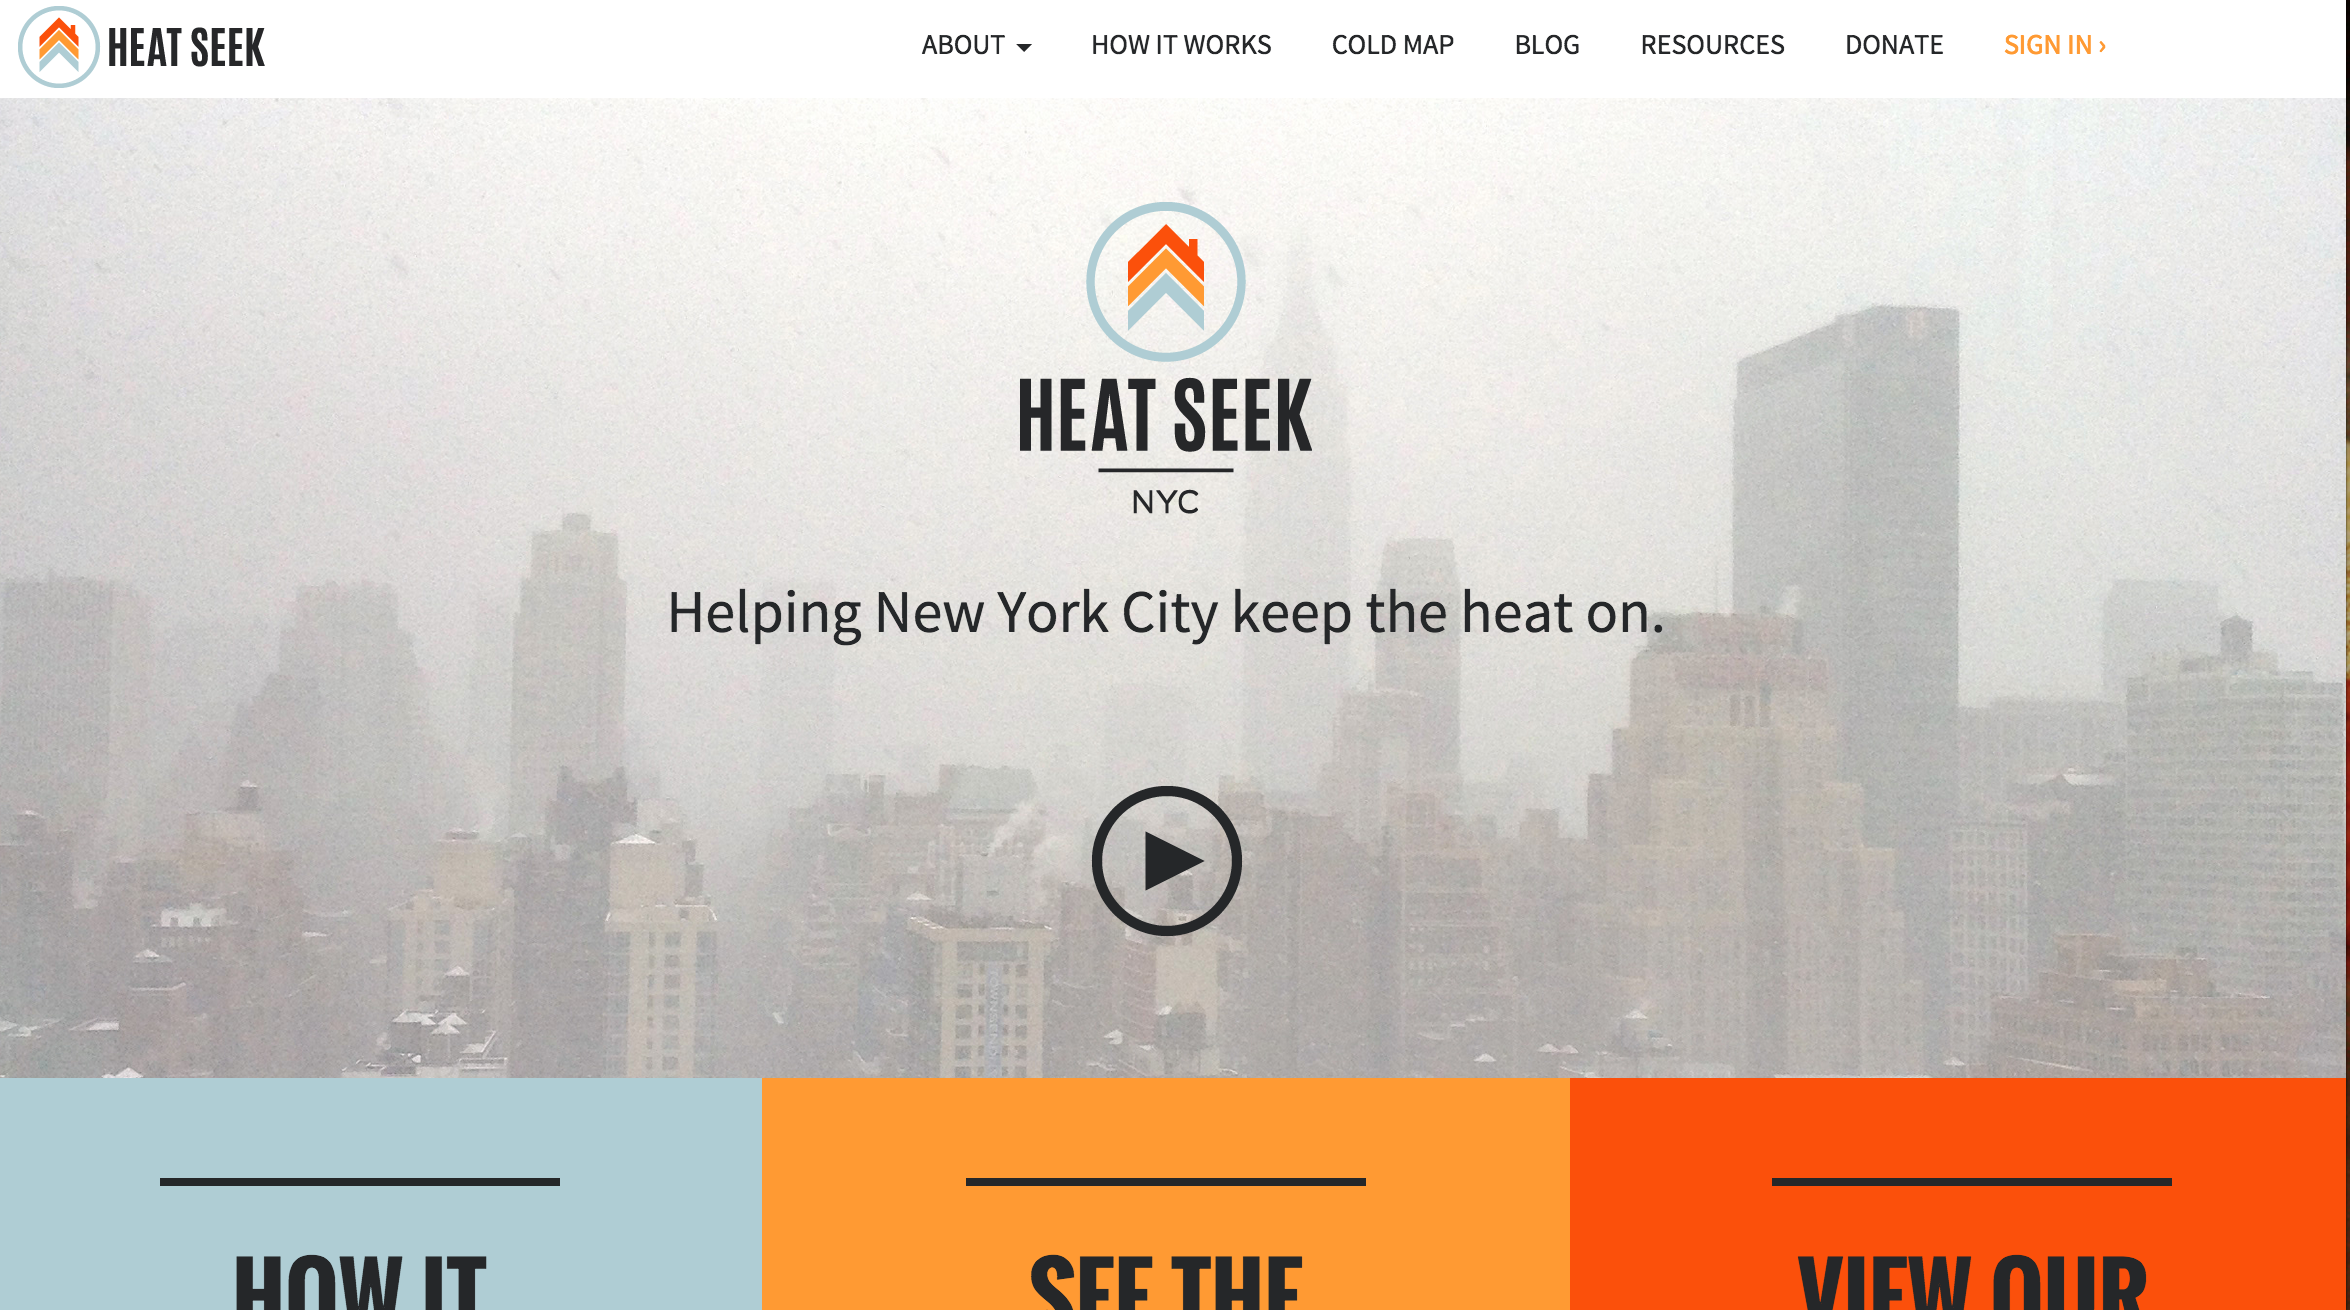 HEAT SEEK
ABOUT
HOW IT WORKS
COLD MAP
BLOG
RESOURCES
DONATE
SIGN IN ›
HEAT SEEK
NYC
Helping New York City keep the heat on.
HOW IT
SEE THE
VIEW OUR